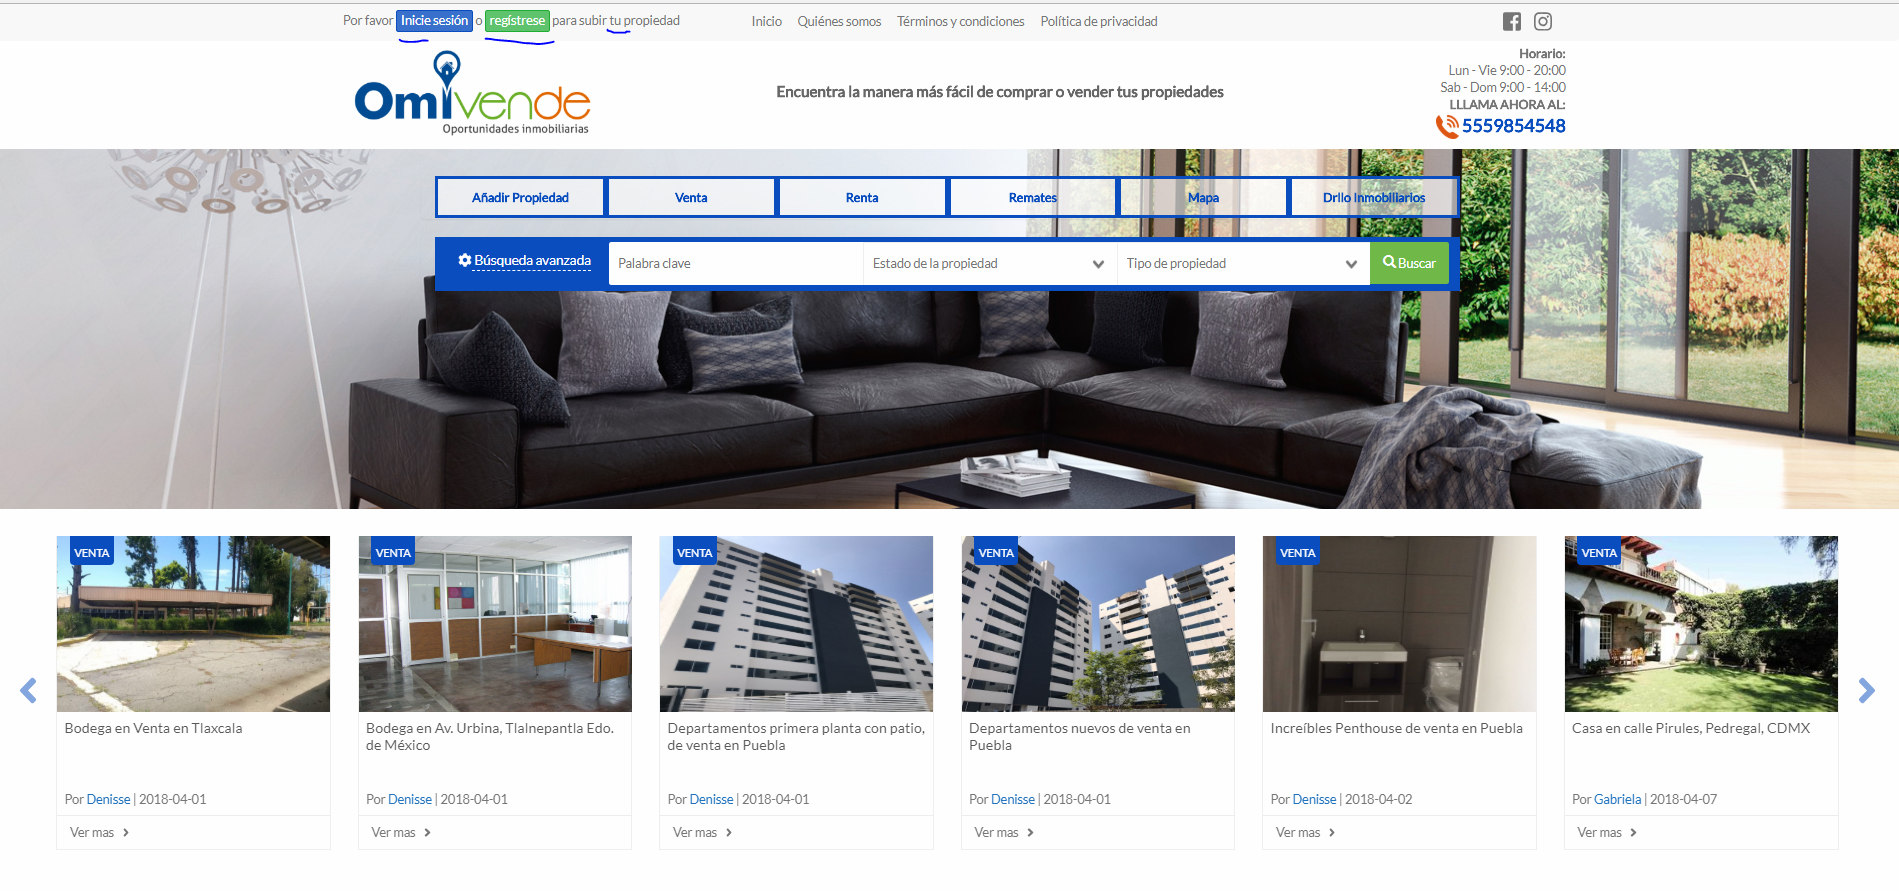 Por favor Inicie sesión o regístrese para subir tu propiedad
Inicio Quiénes somos Términos y condiciones Política de privacidad
Omivende
Oportunidades inmobiliarias
Encuentra la manera más fácil de comprar o vender tus propiedades
Horario:
Lun - Vie 9:00 - 20:00
Sab - Dom 9:00 - 14:00
LLLAMA AHORA AL:
5559854548
Añadir Propiedad Venta Renta Remates Mapa Drllo Inmobiliarios
Búsqueda avanzada Palabra clave Estado de la propiedad Tipo de propiedad Buscar
VENTA
Bodega en Venta en Tlaxcala
Por Denisse | 2018-04-01
Ver mas
VENTA
Bodega en Av. Urbina, Tlalnepantla Edo.
de México
Por Denisse | 2018-04-01
Ver mas
VENTA
Departamentos primera planta con patio,
de venta en Puebla
Por Denisse | 2018-04-01
Ver mas
VENTA
Departamentos nuevos de venta en
Puebla
Por Denisse | 2018-04-01
Ver mas
VENTA
Increíbles Penthouse de venta en Puebla
Por Denisse | 2018-04-02
Ver mas
VENTA
Casa en calle Pirules, Pedregal, CDMX
Por Gabriela | 2018-04-07
Ver mas